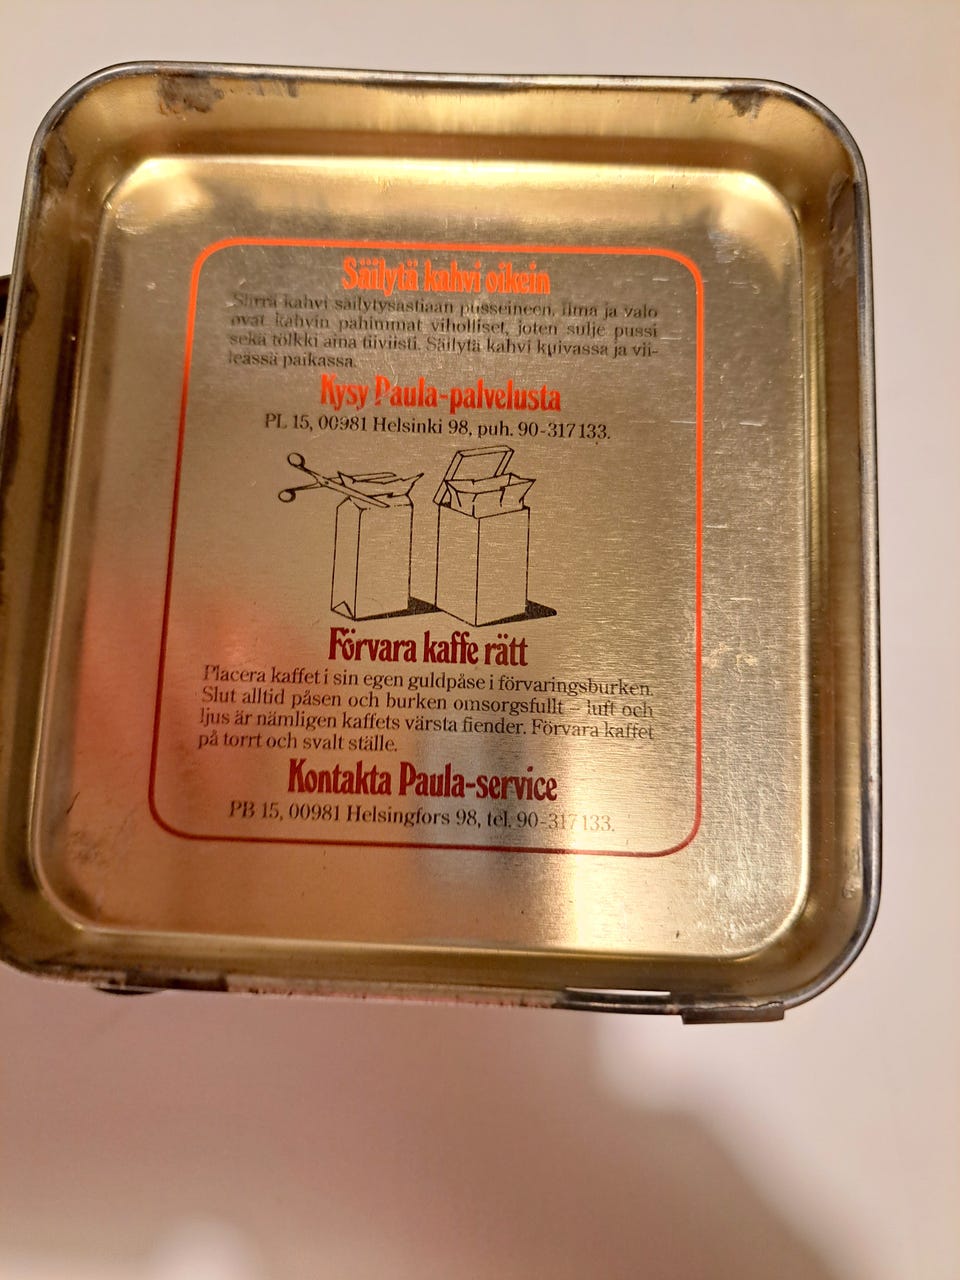 Säilytä kahvi oikein
Siirrä kahvi säilytysastiaan pusseineen. Ilma ja valo
ovat kahvin pahimmat viholliset, joten sulje pussi
sekä tölkki aina tiiviisti. Säilytä kahvi kuivassa ja vii-
leässä paikassa.
Kysy Paula-palvelusta
PL 15, 00981 Helsinki 98, puh. 90-317 133.
Förvara kaffe rätt
Placera kaffet i sin egen guldpåse i förvaringsburken.
Slut alltid påsen och burken omsorgsfullt – luft och
ljus är nämligen kaffets värsta fiender. Förvara kaffet
på torrt och svalt ställe.
Kontakta Paula-service
PB 15, 00981 Helsingfors 98, tel. 90-317 133.